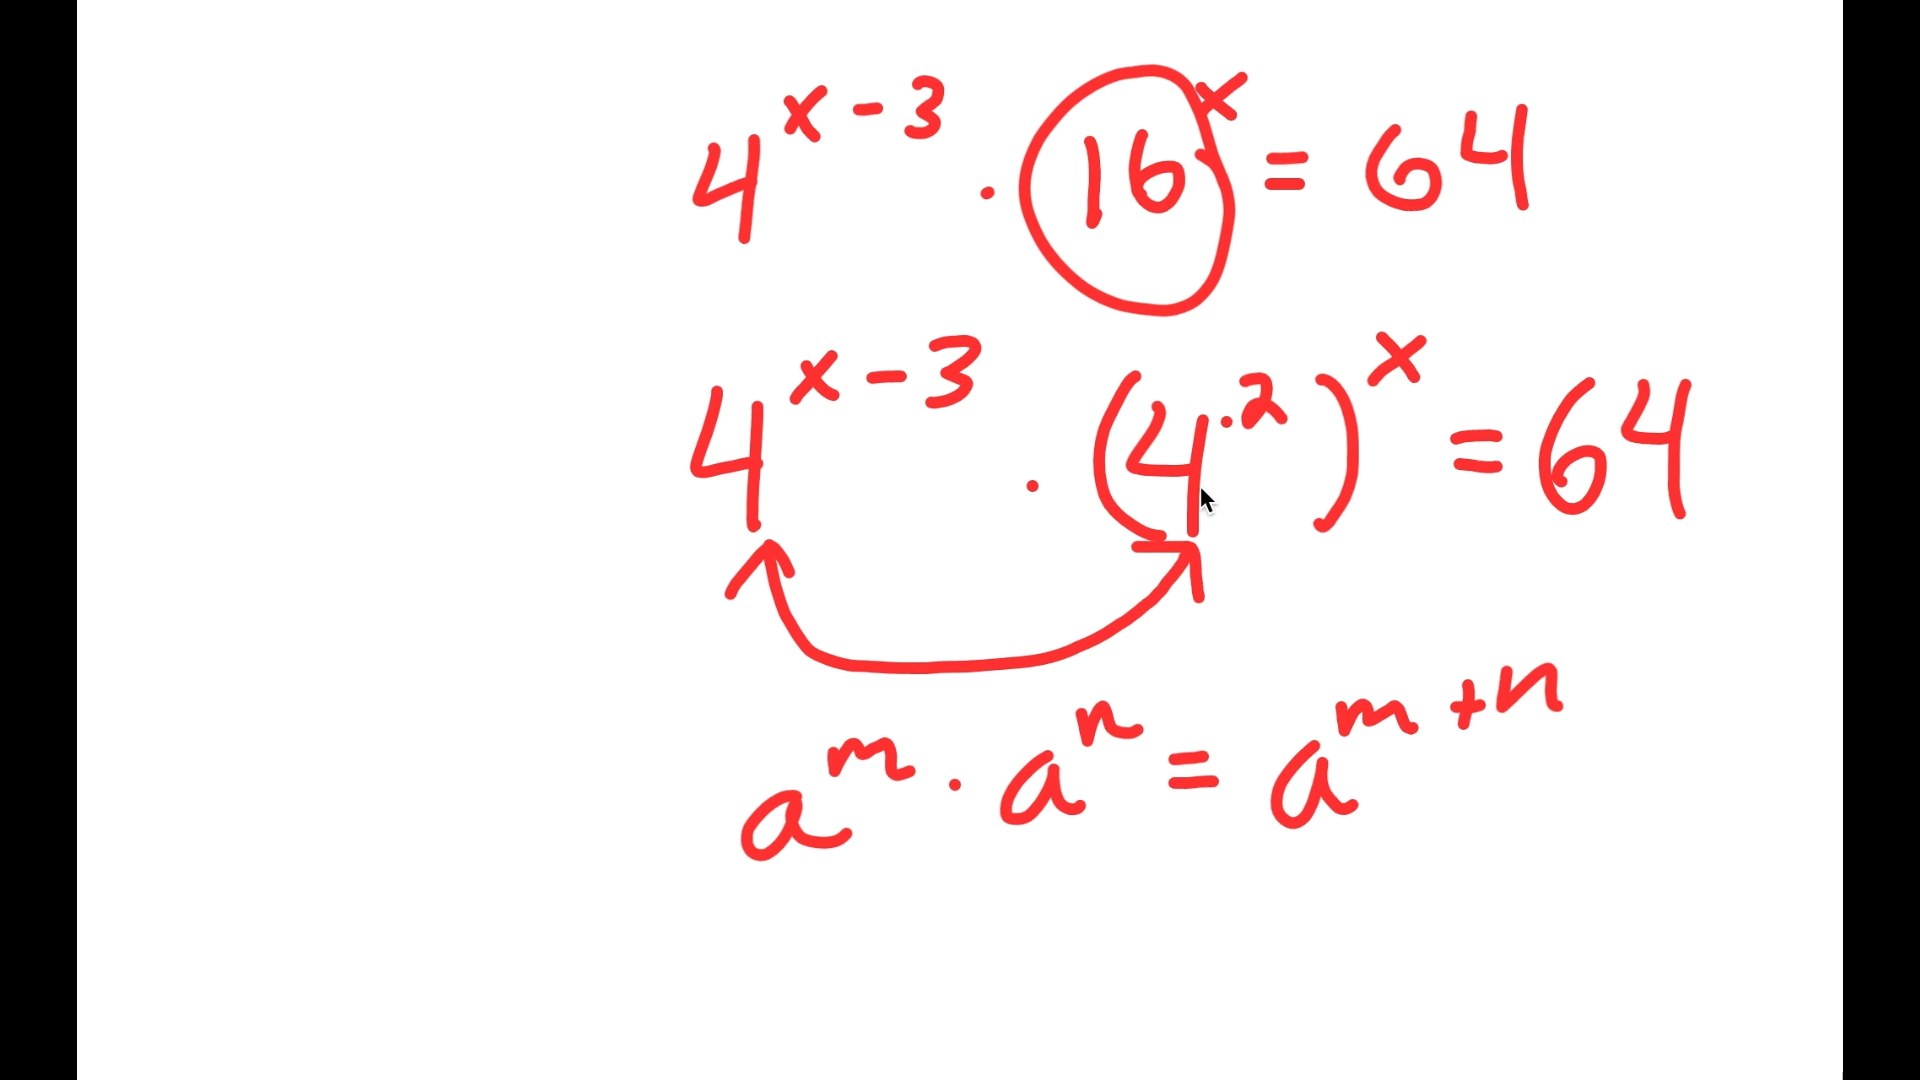 4^{x-3} · 16^x = 64
4^{x-3} · (4^{·2})^x = 64
a^m · a^n = a^{m+n}